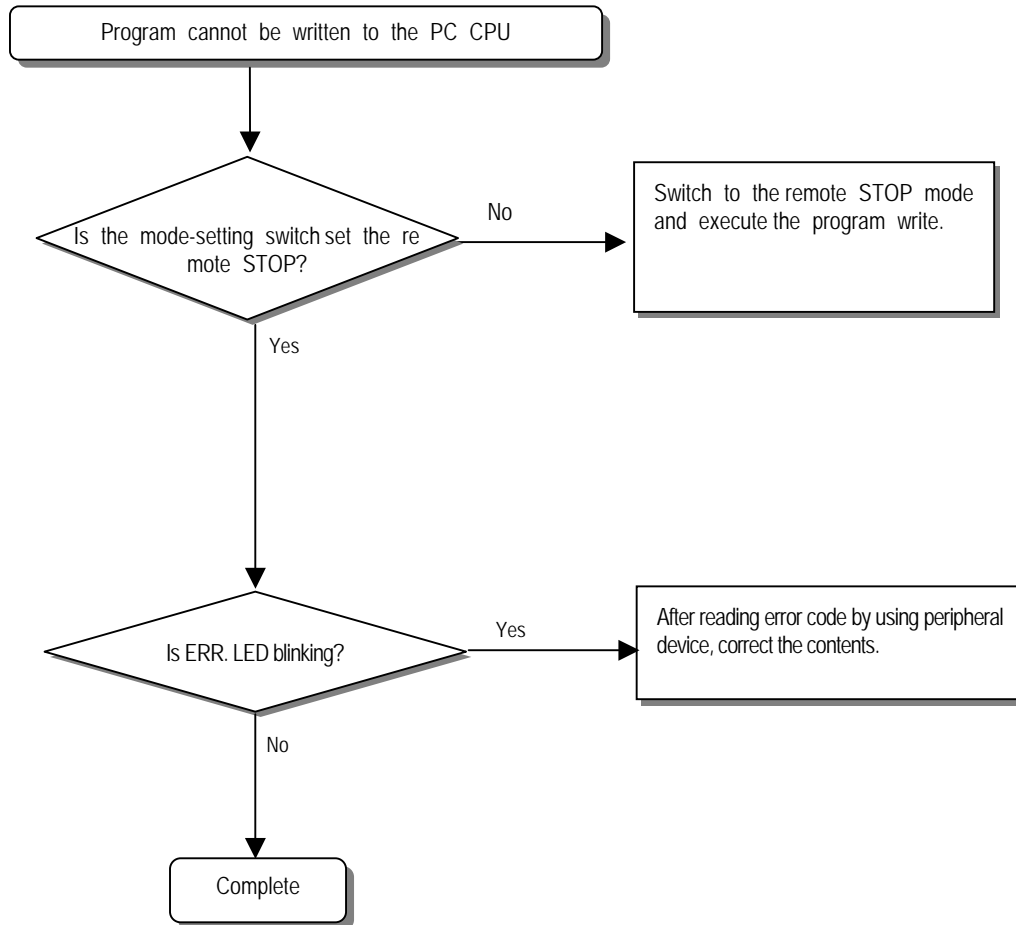 Program cannot be written to the PC CPU
Is the mode-setting switch set the re
mote STOP?
No
Switch to the remote STOP mode
and execute the program write.
Yes
Is ERR. LED blinking?
Yes
After reading error code by using peripheral
device, correct the contents.
No
Complete